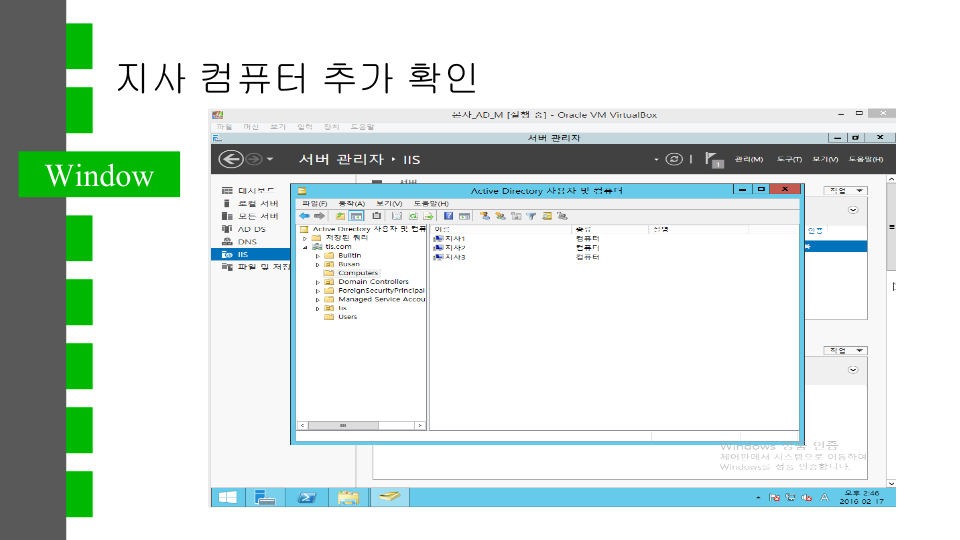 지사 컴퓨터 추가 확인
Window
본사_AD_M [실행 중] - Oracle VM VirtualBox
파일 머신 보기 입력 장치 도움말
서버 관리자
서버 관리자 • IIS
관리(M) 도구(T) 보기(V) 도움말(H)
대시보드
로컬 서버
모든 서버
AD DS
DNS
IIS
파일 및 저장
서버
작업
인증
Active Directory 사용자 및 컴퓨터
파일(F) 동작(A) 보기(V) 도움말(H)
Active Directory 사용자 및 컴퓨
저장된 쿼리
tis.com
Builtin
Busan
Computers
Domain Controllers
ForeignSecurityPrincipal
Managed Service Accou
tis
Users
이름 종류 설명
지사1 컴퓨터
지사2 컴퓨터
지사3 컴퓨터
작업
Windows 정품 인증
제어판에서 시스템으로 이동하여
Windows를 정품 인증합니다.
오후 2:46
2016-02-17